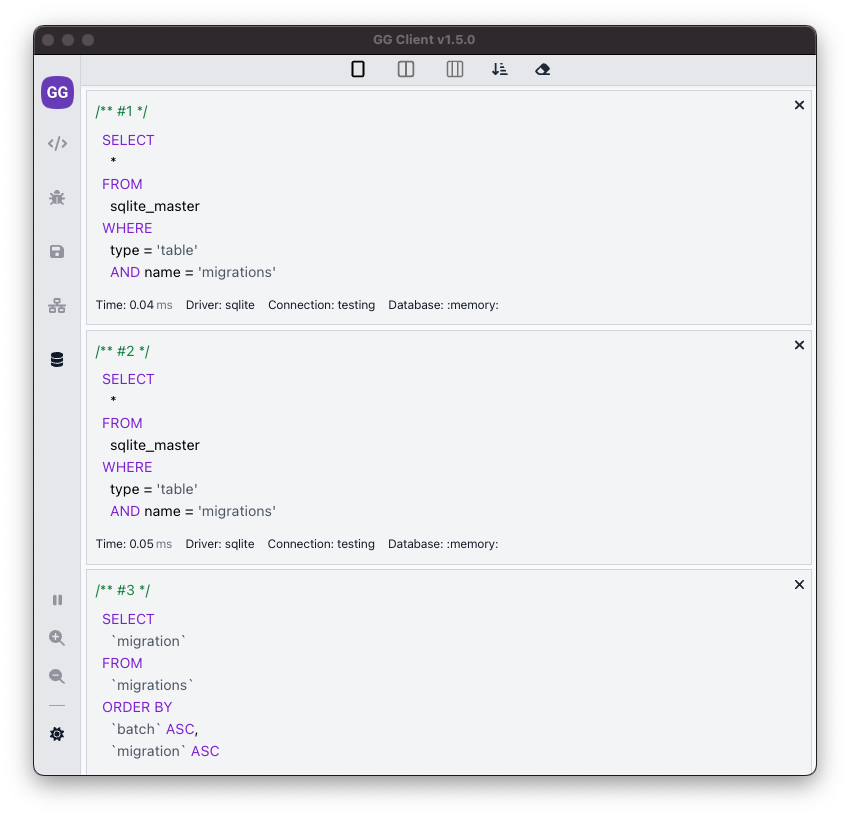 GG Client v1.5.0
GG
/** #1 */
SELECT
*
FROM
sqlite_master
WHERE
type = 'table'
AND name = 'migrations'
Time: 0.04 ms Driver: sqlite Connection: testing Database: :memory:
/** #2 */
SELECT
*
FROM
sqlite_master
WHERE
type = 'table'
AND name = 'migrations'
Time: 0.05 ms Driver: sqlite Connection: testing Database: :memory:
/** #3 */
SELECT
`migration`
FROM
`migrations`
ORDER BY
`batch` ASC,
`migration` ASC